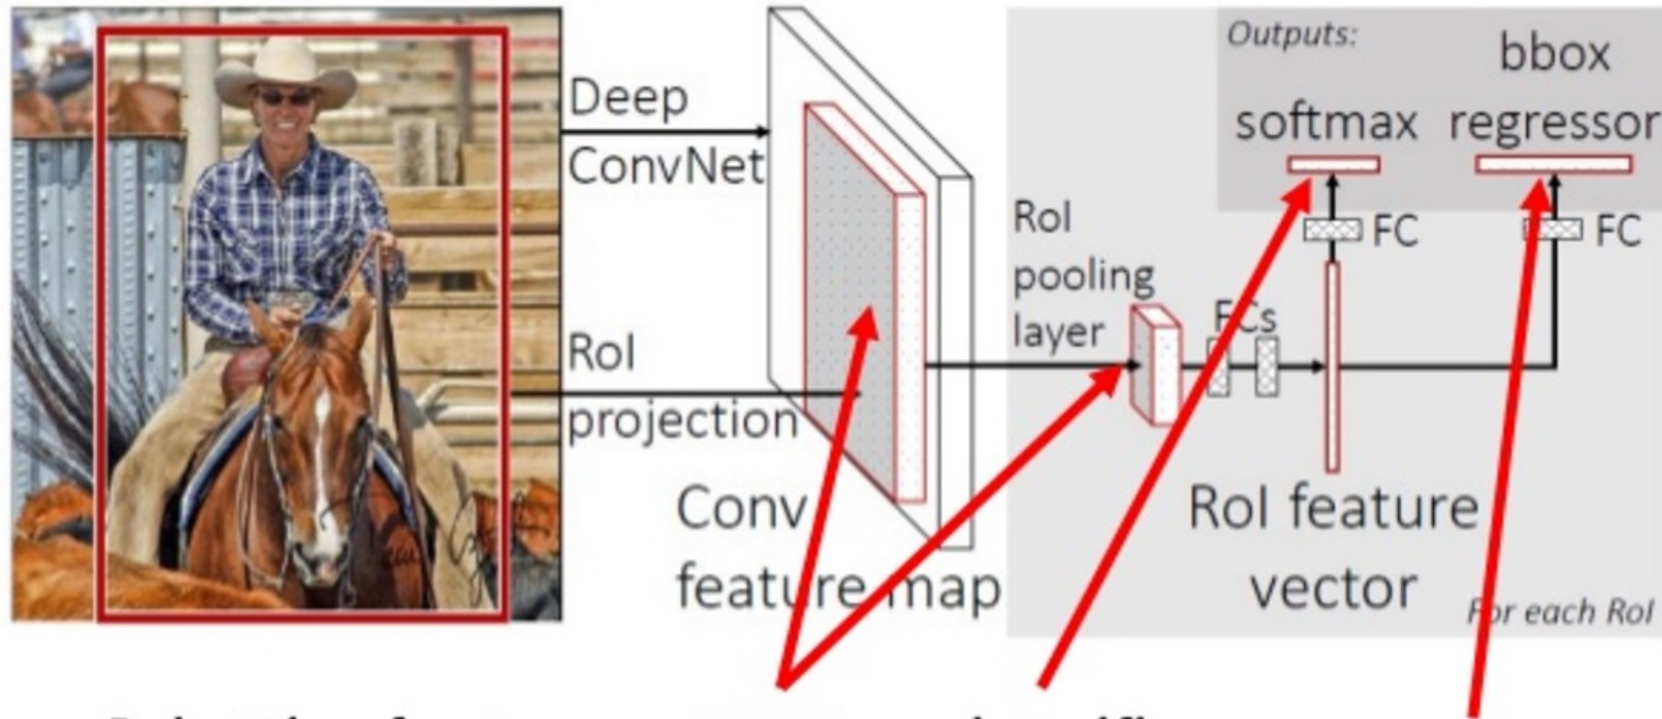 Deep
ConvNet
RoI
projection
Conv
feature map
RoI
pooling
layer
FCs
Outputs:
softmax
bbox
regressor
FC
FC
RoI feature
vector
For each RoI